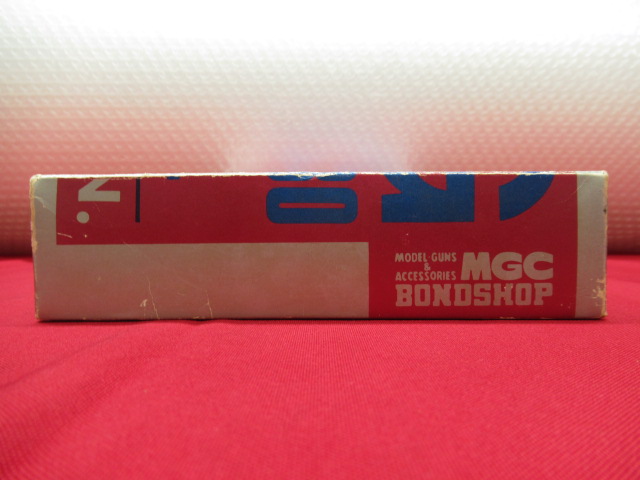 MODEL GUNS
&
ACCESSORIES MGC
BONDSHOP